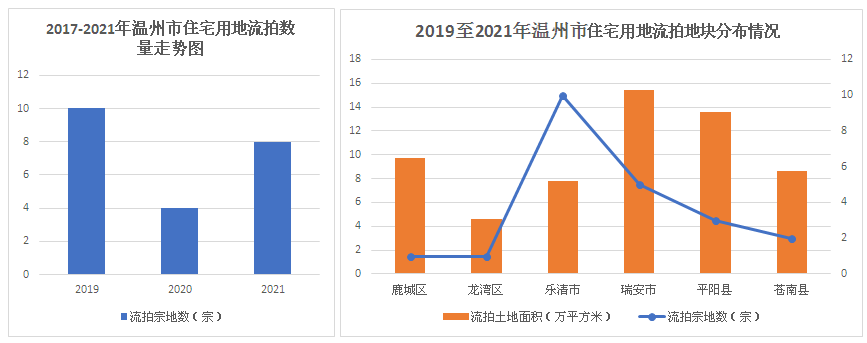 2017-2021年温州市住宅用地流拍数
量走势图
12
10
8
6
4
2
0
2019 2020 2021
流拍宗地数（宗）
2019至2021年温州市住宅用地流拍地块分布情况
18 12
16
14 10
12 8
10
8 6
6 4
4
2 2
0 0
鹿城区 龙湾区 乐清市 瑞安市 平阳县 苍南县
流拍土地面积（万平方米） 流拍宗地数（宗）